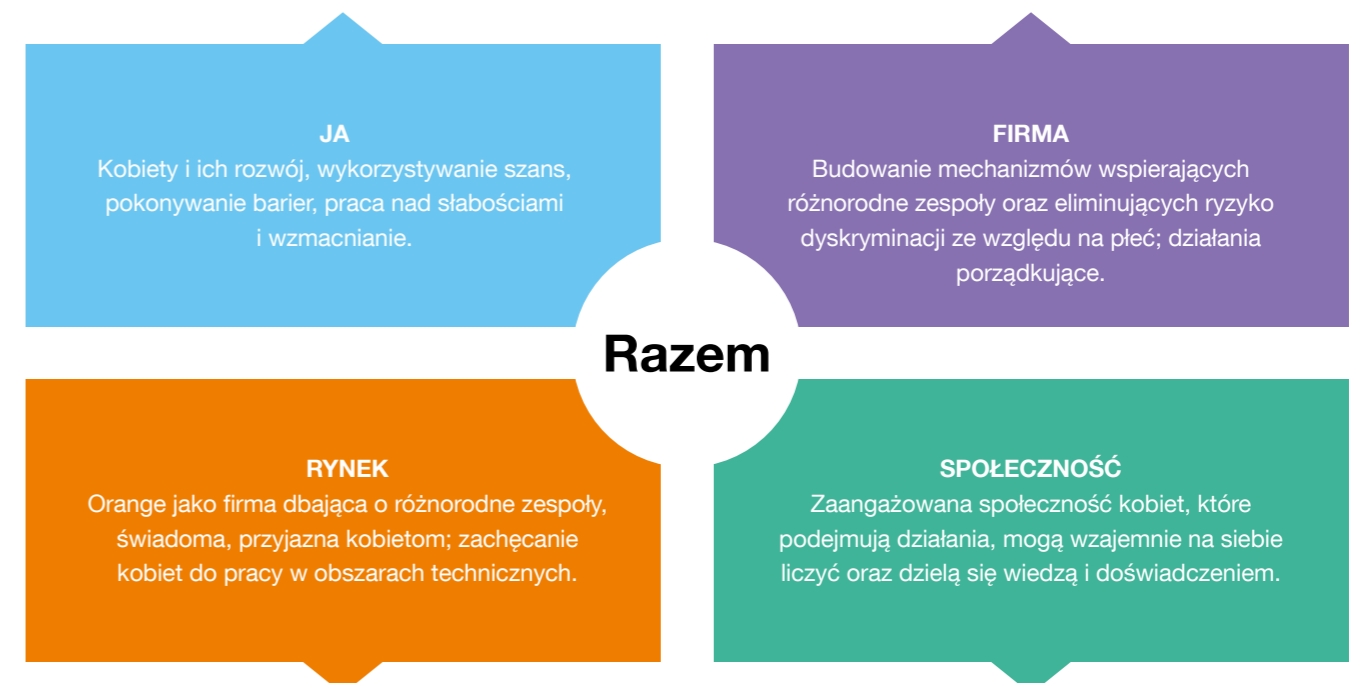 JA
Kobiety i ich rozwój, wykorzystywanie szans,
pokonywanie barier, praca nad słabościami
i wzmacnianie.
FIRMA
Budowanie mechanizmów wspierających
różnorodne zespoły oraz eliminujących ryzyko
dyskryminacji ze względu na płeć; działania
porządkujące.
Razem
RYNEK
Orange jako firma dbająca o różnorodne zespoły,
świadoma, przyjazna kobietom; zachęcanie
kobiet do pracy w obszarach technicznych.
SPOŁECZNOŚĆ
Zaangażowana społeczność kobiet, które
podejmują działania, mogą wzajemnie na siebie
liczyć oraz dzielą się wiedzą i doświadczeniem.